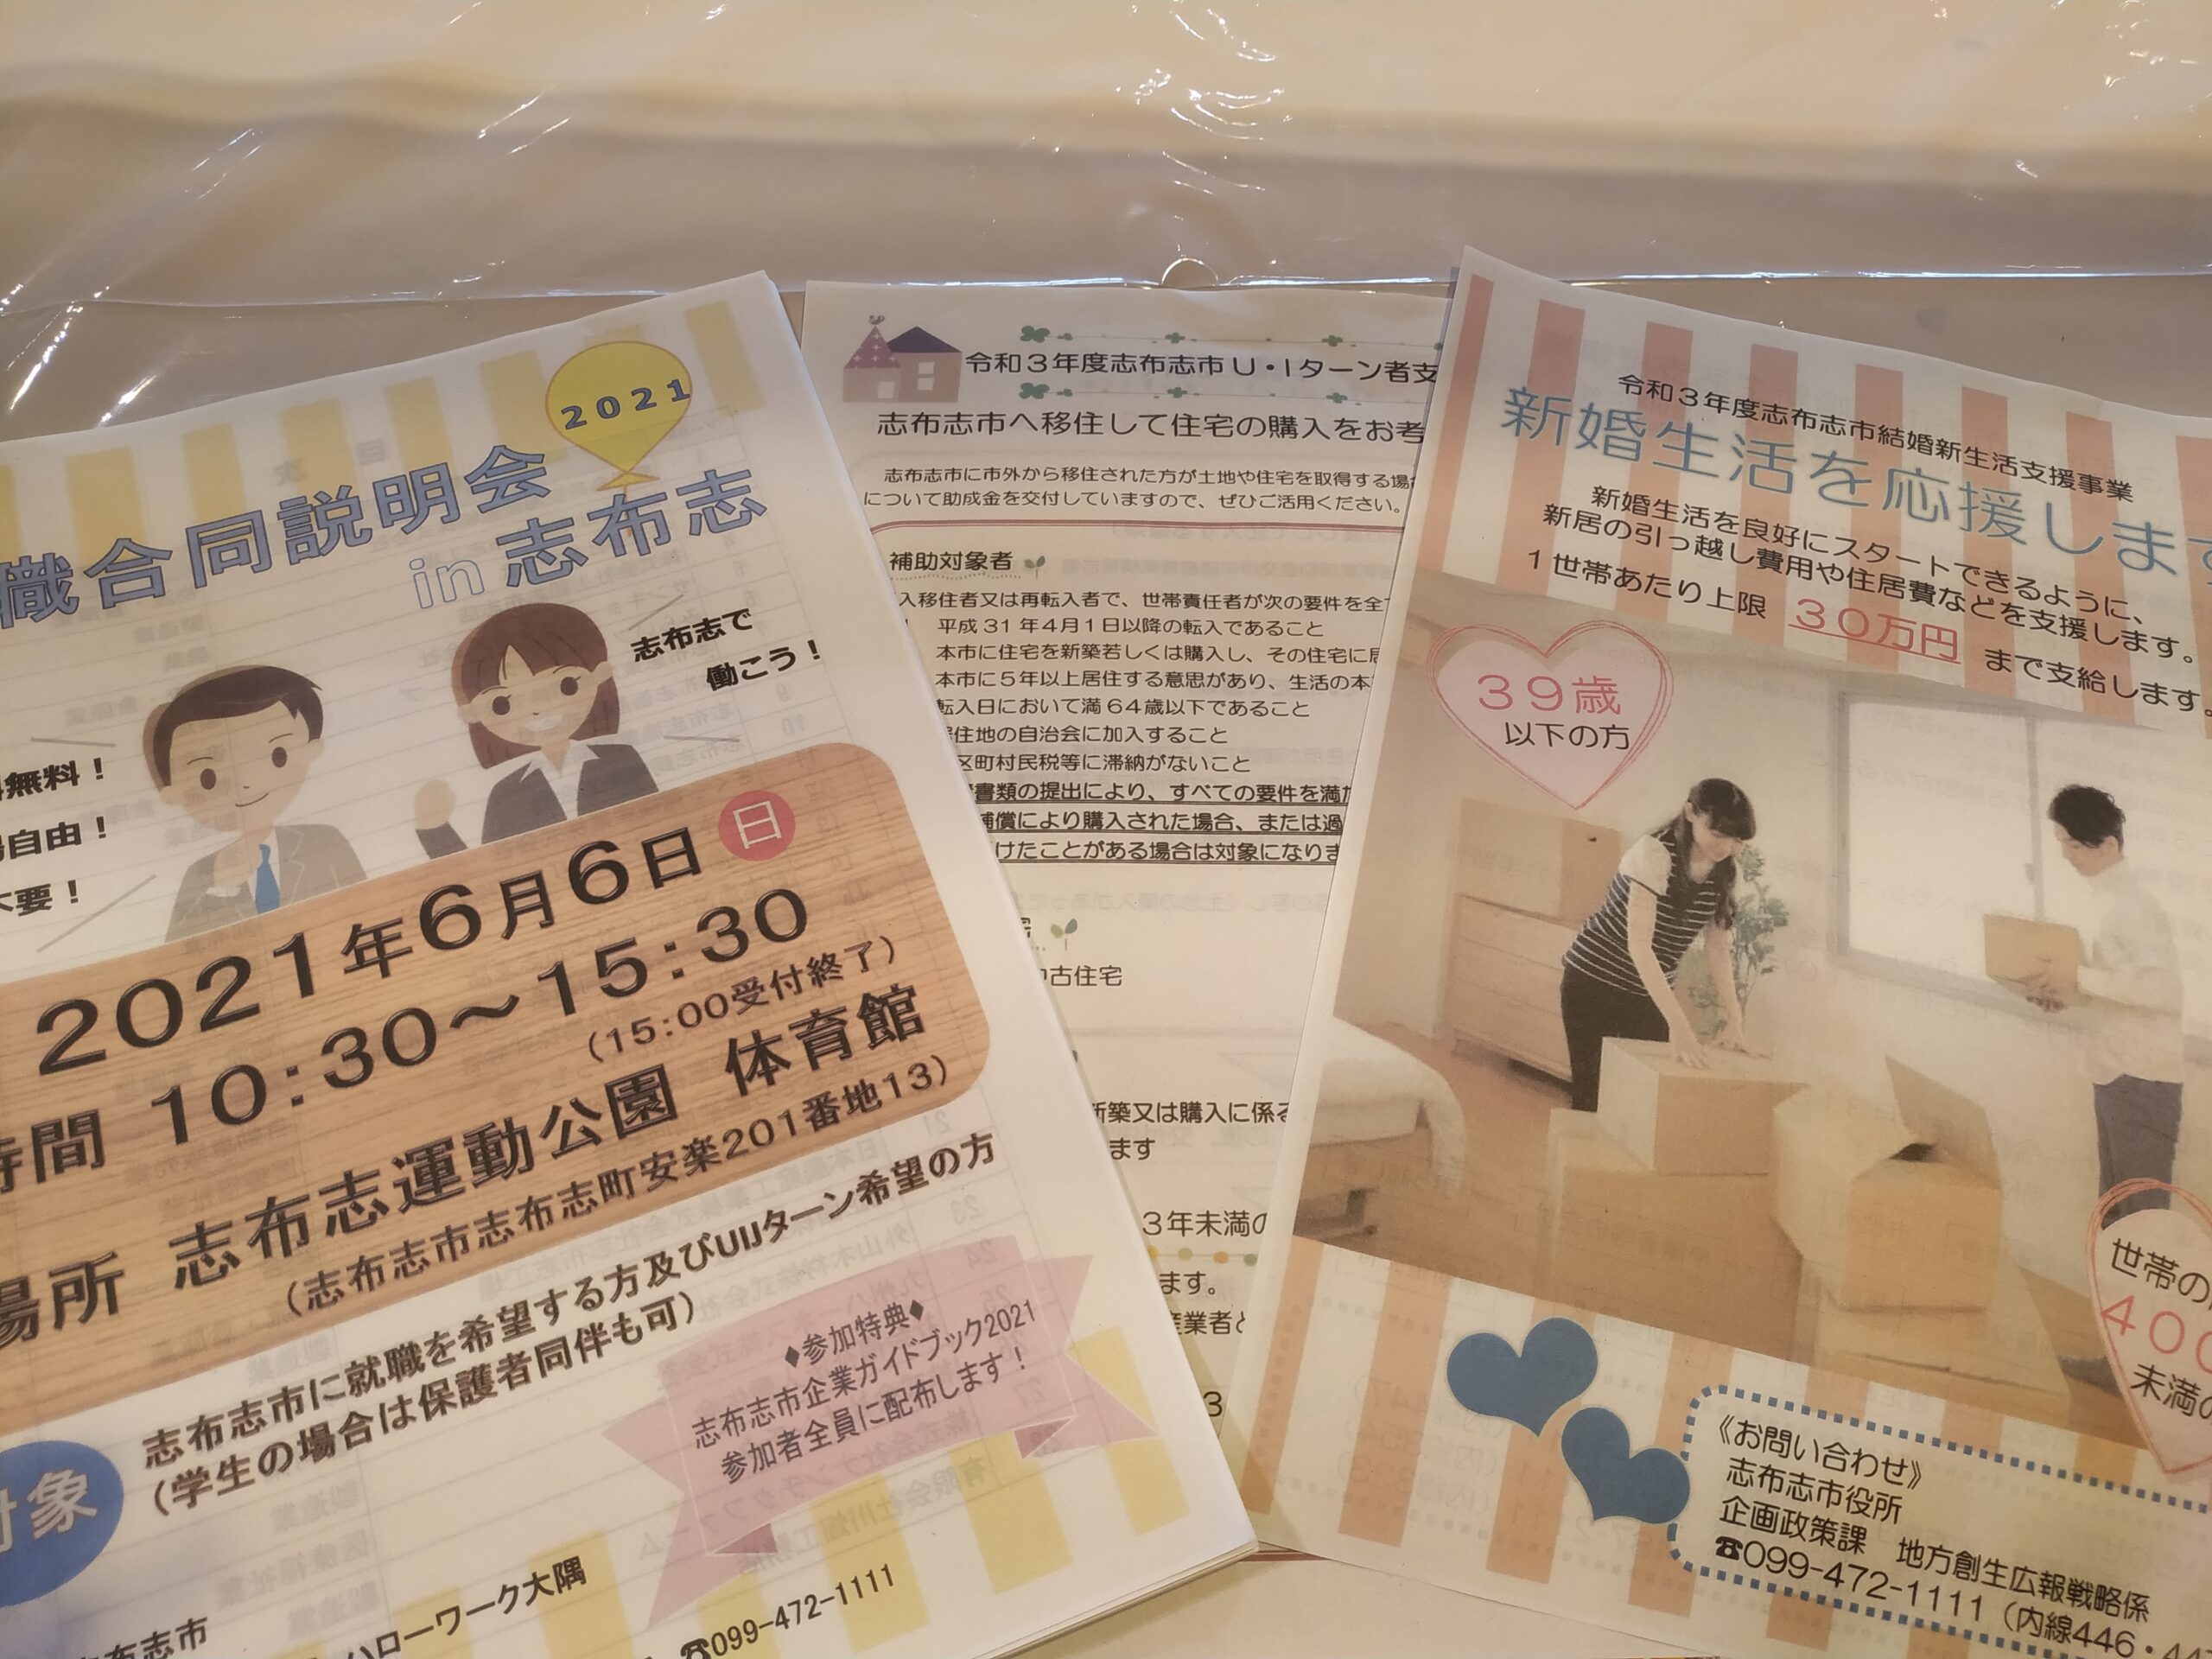 2021
職合同説明会
in 志布志
志布志で
働こう！
無料！
自由！
不要！
2021年6月6日 日
時間 10:30～15:30
(15:00受付終了)
場所 志布志運動公園 体育館
(志布志市志布志町安楽201番地13)
対象
志布志市に就職を希望する方及びUIJターン希望の方
(学生の場合は保護者同伴も可)
◆参加特典◆
志布志市企業ガイドブック2021
参加者全員に配布します！
布志市
ハローワーク大隅
☎099-472-1111
令和３年度志布志市Ｕ・Ｉターン者支
志布志市へ移住して住宅の購入をお考
志布志市に市外から移住された方が土地や住宅を取得する場
について助成金を交付していますので、ぜひご活用ください。
補助対象者
入移住者又は再転入者で、世帯責任者が次の要件を全
平成31年4月1日以降の転入であること
本市に住宅を新築若しくは購入し、その住宅に
本市に５年以上居住する意思があり、生活の本
転入日において満64歳以下であること
住地の自治会に加入すること
区町村民税等に滞納がないこと
書類の提出により、すべての要件を満
補償により購入された場合、または過
けたことがある場合は対象になりま
古住宅
新築又は購入に係る
ます
３年未満の
ます。
産業者と
3
令和３年度志布志市結婚新生活支援事業
新婚生活を応援します
新婚生活を良好にスタートできるように、
新居の引っ越し費用や住居費などを支援します。
１世帯あたり上限 ３０万円 まで支給します。
３９歳
以下の方
世帯の
４００
未満の
《お問い合わせ》
志布志市役所
企画政策課 地方創生広報戦略係
☎099-472-1111（内線446・